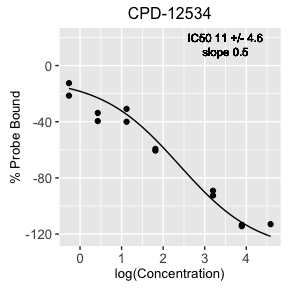 CPD-12534
IC50 11 +/- 4.6
slope 0.5
% Probe Bound
0
-40
-80
-120
0 1 2 3 4
log(Concentration)